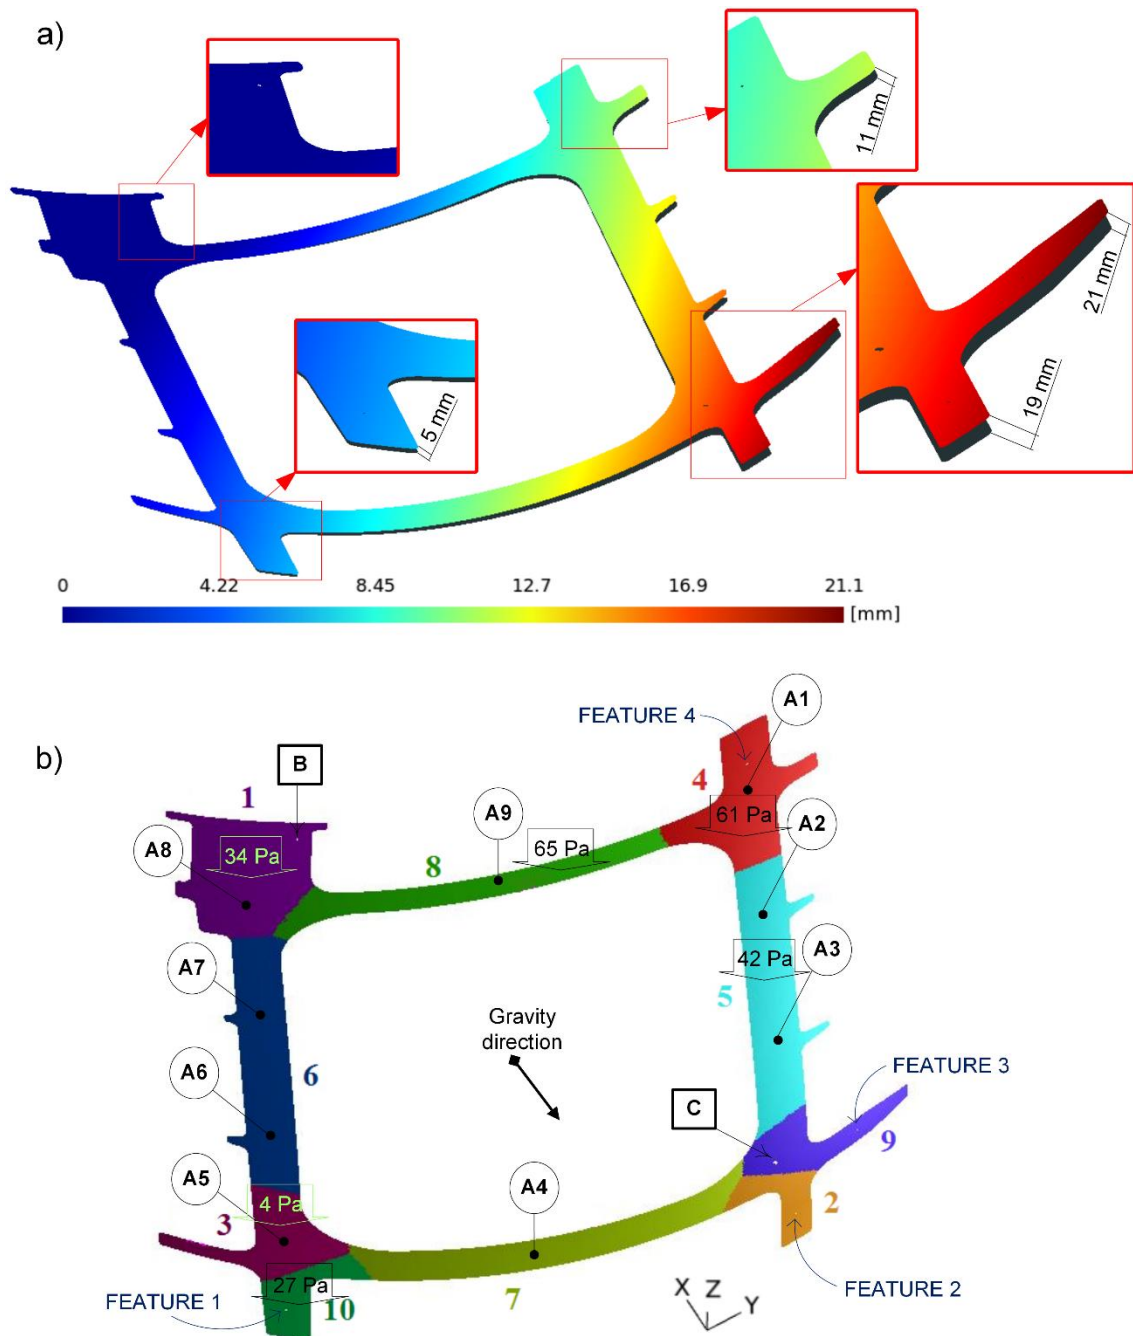 a)
11 mm
21 mm
19 mm
5 mm
0 4.22 8.45 12.7 16.9 21.1
[mm]
b)
FEATURE 4
A1
B
4
1
A9
61 Pa
A2
A8
34 Pa
65 Pa
8
A3
A7
42 Pa
5
Gravity
direction
A6
6
FEATURE 3
C
9
A5
A4
4 Pa
3
2
27 Pa
X Z Y
FEATURE 1
10
7
FEATURE 2